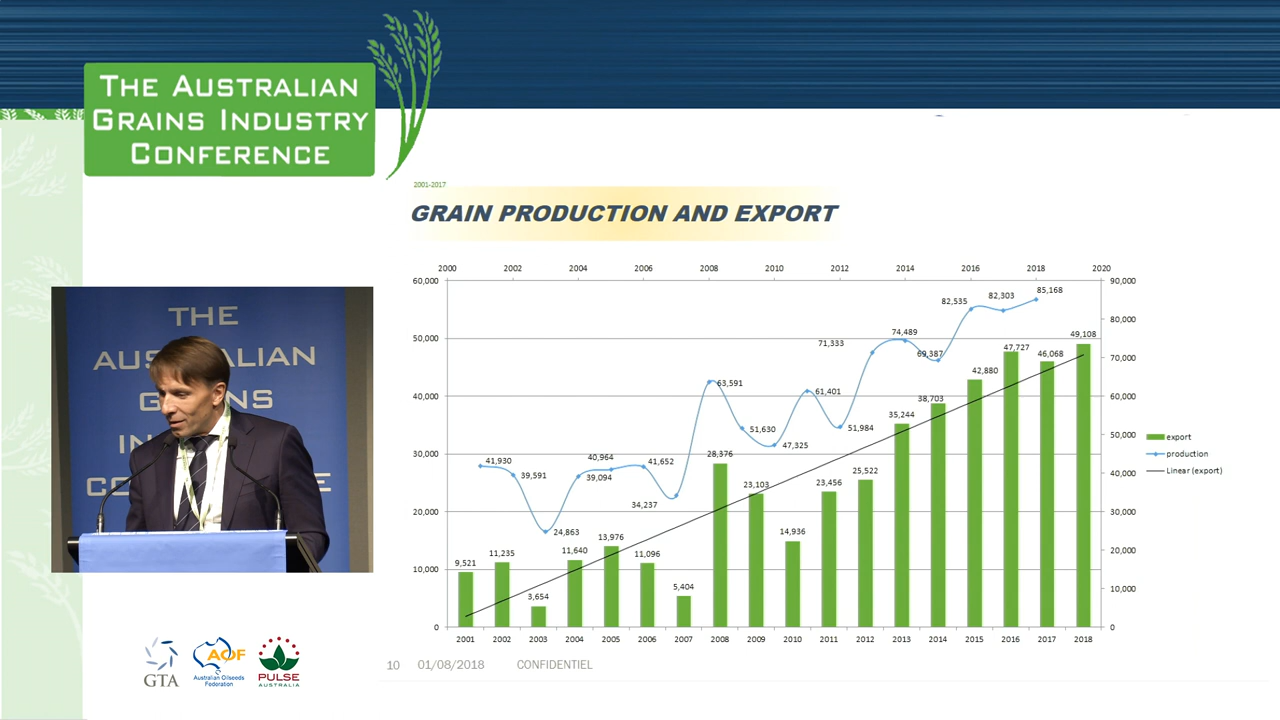 THE AUSTRALIAN
GRAINS INDUSTRY
CONFERENCE
2001-2017
GRAIN PRODUCTION AND EXPORT
2000 2002 2004 2006 2008 2010 2012 2014 2016 2018 2020
60,000
50,000
40,000
30,000
20,000
10,000
0
90,000
80,000
70,000
60,000
50,000
40,000
30,000
20,000
10,000
0
41,930
39,591
24,863
39,094
40,964
41,652
34,237
63,591
51,630
47,325
61,401
51,984
71,333
74,489
69,387
82,535
82,303
85,168
9,521
11,235
3,654
11,640
13,976
11,096
5,404
28,376
23,103
14,936
23,456
25,522
35,244
38,703
42,880
47,727
46,068
49,108
2001 2002 2003 2004 2005 2006 2007 2008 2009 2010 2011 2012 2013 2014 2015 2016 2017 2018
export
production
Linear (export)
10 01/08/2018 CONFIDENTIEL
THE
AUS ALIAN
G NS
IN
CO E
GTA
AOF
Australian Oilseeds
Federation
PULSE
AUSTRALIA